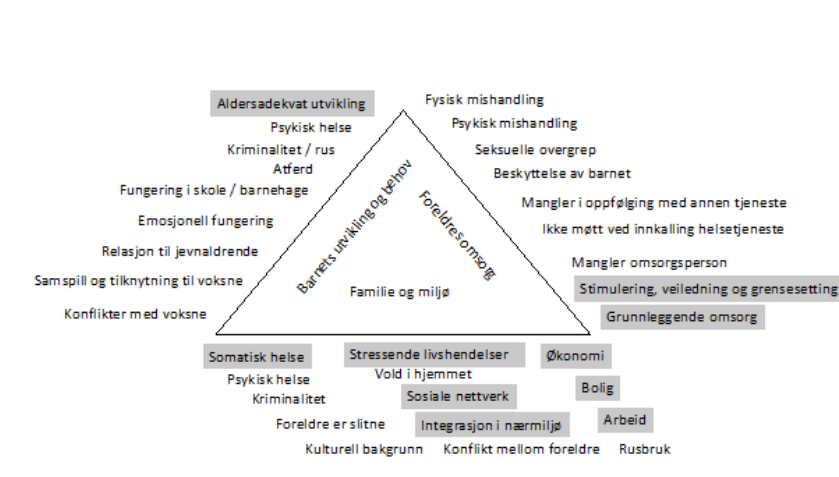 Aldersadekvat utvikling
Psykisk helse
Kriminalitet / rus
Atferd
Fungering i skole / barnehage
Emosjonell fungering
Relasjon til jevnaldrende
Samspill og tilknytning til voksne
Konflikter med voksne
Barnets utvikling og behov
Foreldres omsorg
Familie og miljø
Fysisk mishandling
Psykisk mishandling
Seksuelle overgrep
Beskyttelse av barnet
Mangler i oppfølging med annen tjeneste
Ikke møtt ved innkalling helsetjeneste
Mangler omsorgsperson
Stimulering, veiledning og grensesetting
Grunnleggende omsorg
Somatisk helse
Stressende livshendelser
Økonomi
Psykisk helse
Vold i hjemmet
Bolig
Kriminalitet
Sosiale nettverk
Foreldre er slitne
Integrasjon i nærmiljø
Arbeid
Kulturell bakgrunn
Konflikt mellom foreldre
Rusbruk